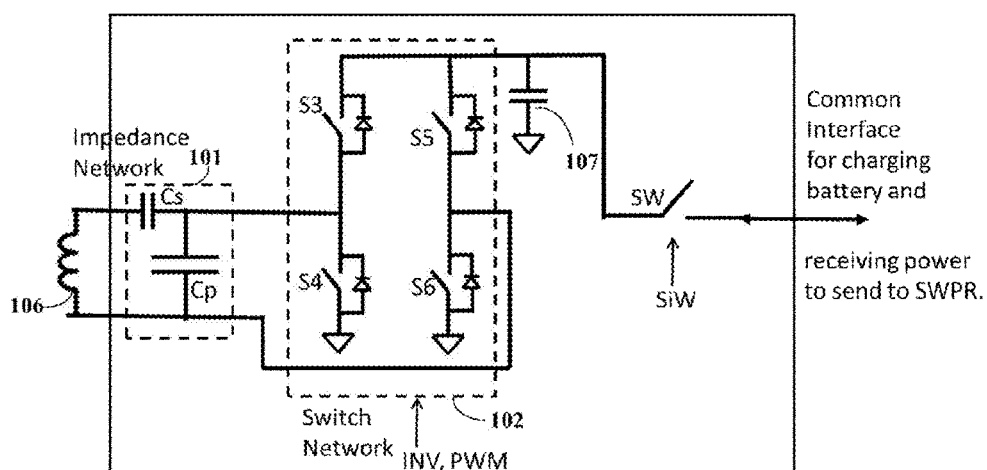 Impedance
Network
101
Cs
Cp
106
S3
S5
S4
S6
107
SW
SiW
Switch
Network
102
INV, PWM
Common
Interface
for charging
battery and
receiving power
to send to SWPR.